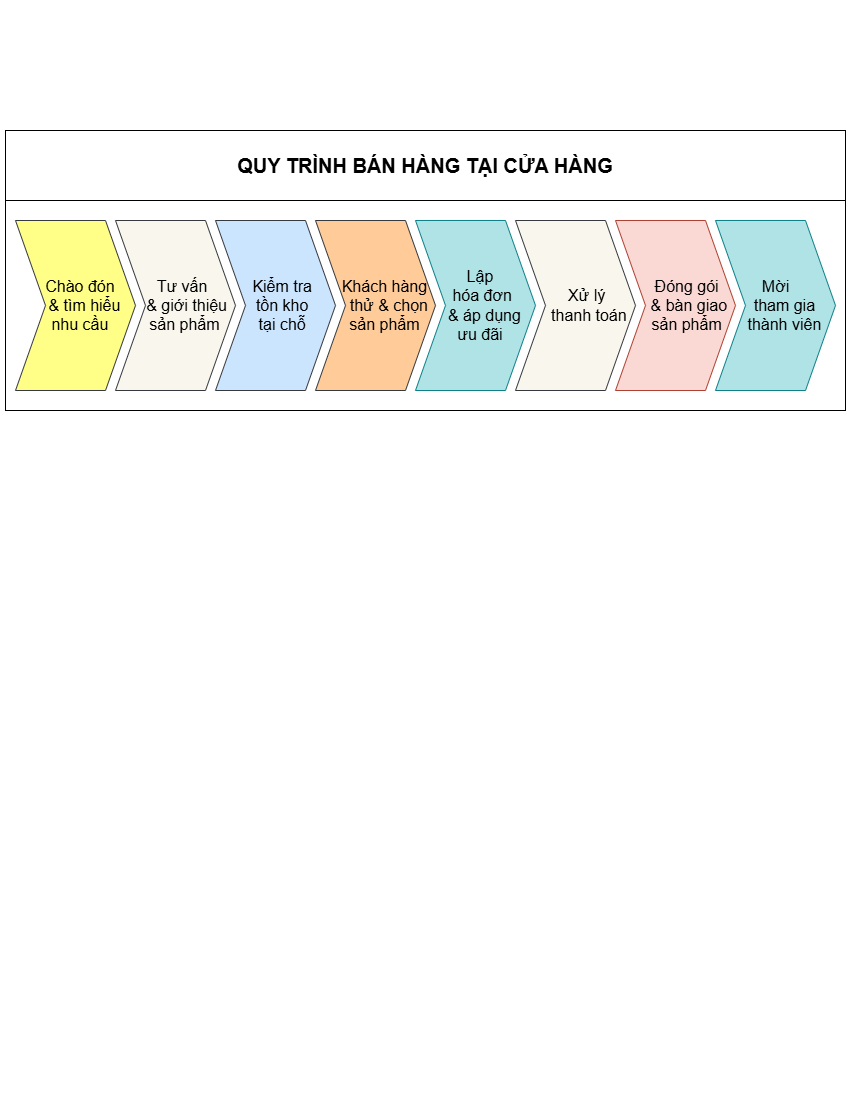 QUY TRÌNH BÁN HÀNG TẠI CỬA HÀNG
Chào đón
& tìm hiểu
nhu cầu
Tư vấn
& giới thiệu
sản phẩm
Kiểm tra
tồn kho
tại chỗ
Khách hàng
thử & chọn
sản phẩm
Lập
hóa đơn
& áp dụng
ưu đãi
Xử lý
thanh toán
Đóng gói
& bàn giao
sản phẩm
Mời
tham gia
thành viên